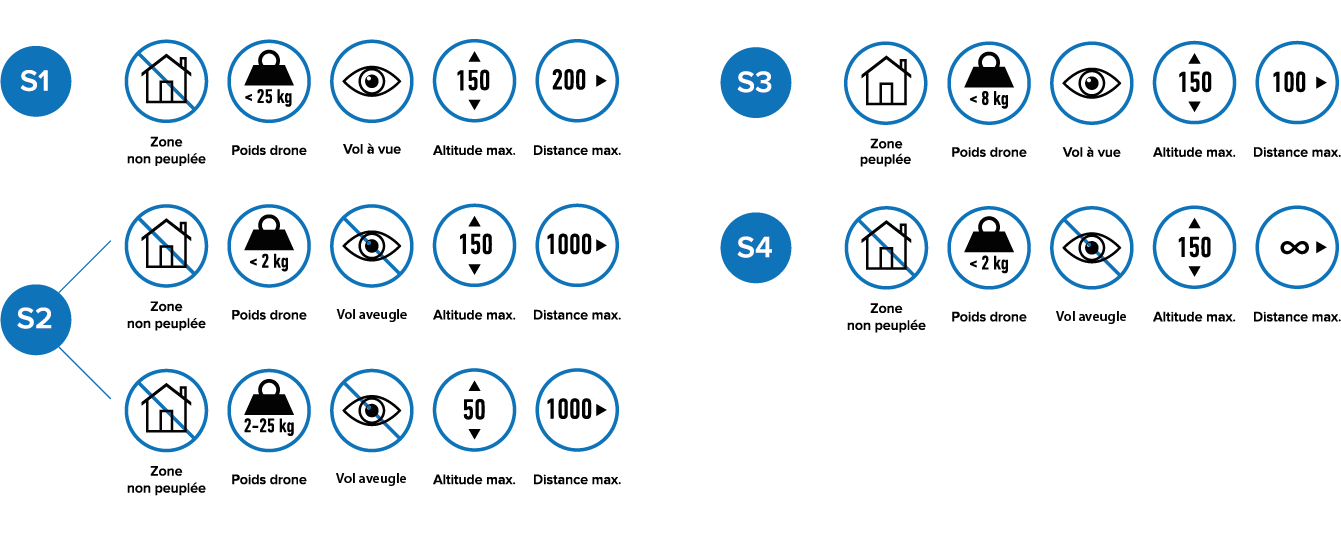 S1
< 25 kg
150
200
Zone
non peuplée
Poids drone
Vol à vue
Altitude max.
Distance max.
S2
< 2 kg
150
1000
Zone
non peuplée
Poids drone
Vol aveugle
Altitude max.
Distance max.
2-25 kg
50
1000
Zone
non peuplée
Poids drone
Vol aveugle
Altitude max.
Distance max.
S3
< 8 kg
150
100
Zone
peuplée
Poids drone
Vol à vue
Altitude max.
Distance max.
S4
< 2 kg
150
∞
Zone
non peuplée
Poids drone
Vol aveugle
Altitude max.
Distance max.